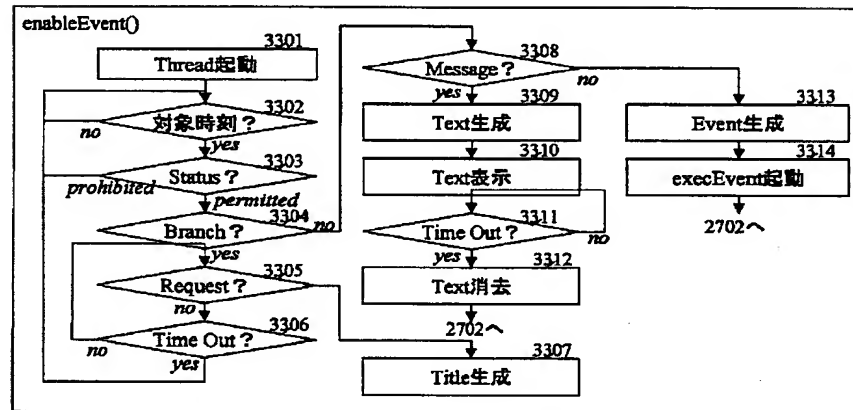 enableEvent()
3301
Thread起動
3302
対象時刻？
no
yes
3303
Status？
prohibited
permitted
3304
Branch？
no
yes
3305
Request？
no
3306
Time Out？
no
yes
3308
Message？
no
yes
3309
Text生成
3310
Text表示
3311
Time Out？
no
yes
3312
Text消去
2702へ
3307
Title生成
3313
Event生成
3314
execEvent起動
2702へ